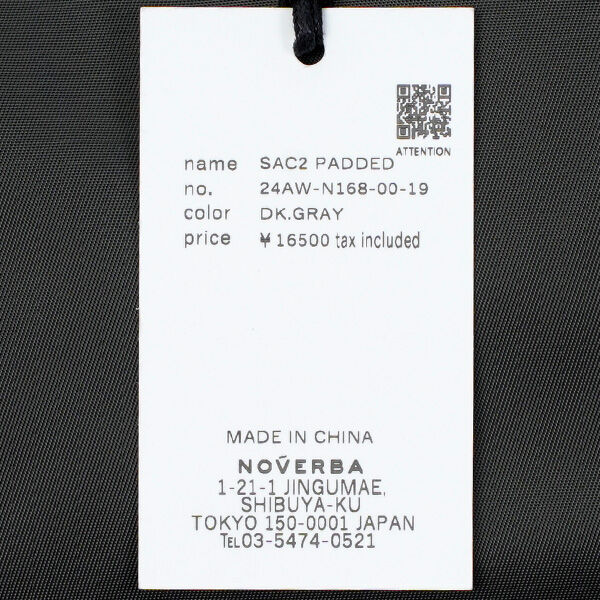 ATTENTION
name SAC2 PADDED
no. 24AW-N168-00-19
color DK.GRAY
price ¥ 16500 tax included
MADE IN CHINA
NOVERBA
1-21-1 JINGUMAE,
SHIBUYA-KU
TOKYO 150-0001 JAPAN
TEL03-5474-0521